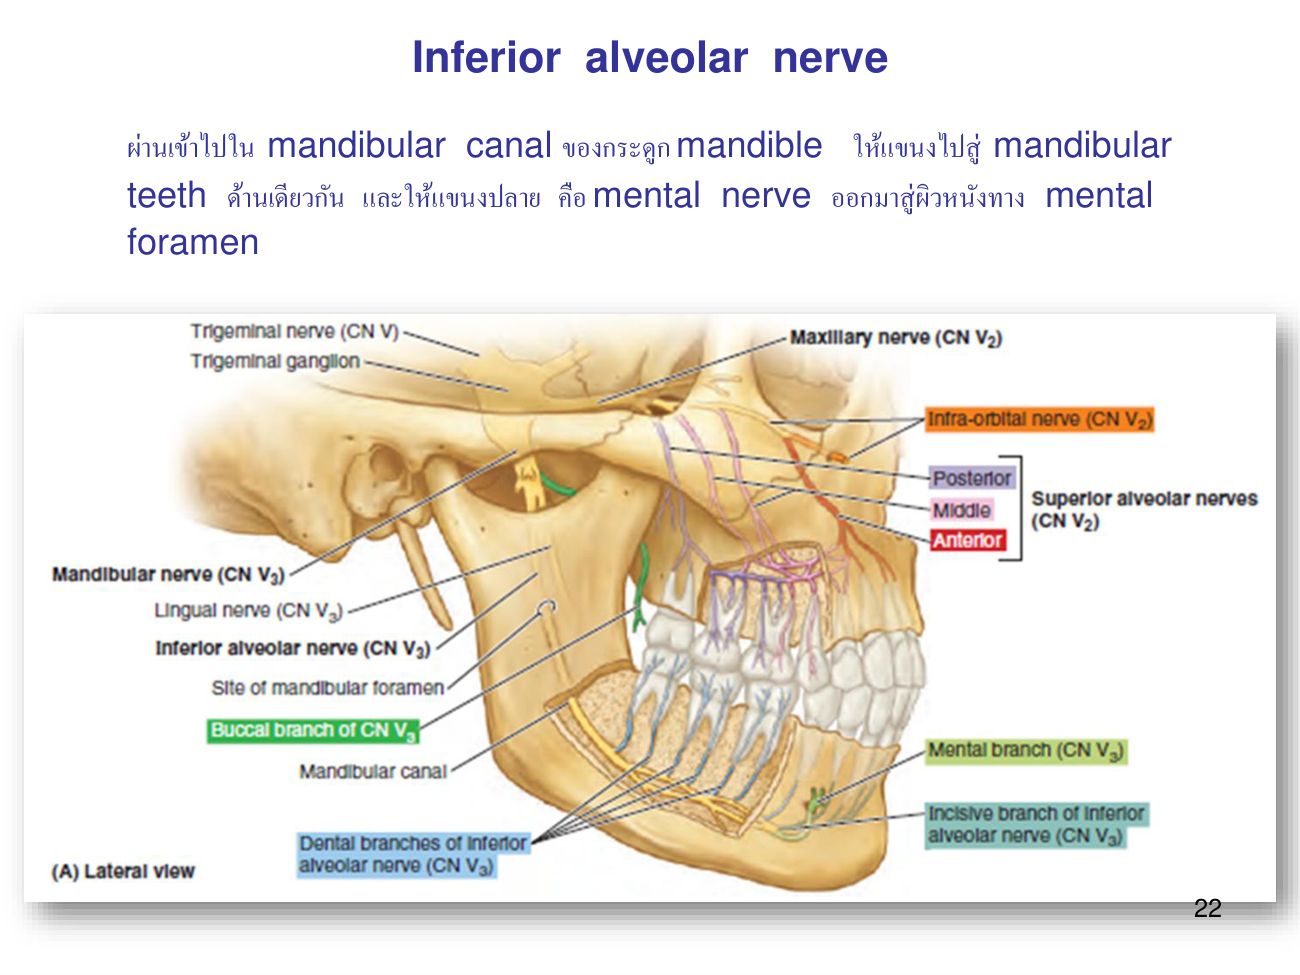 Inferior alveolar nerve
ผ่านเข้าไปใน mandibular canal ของกระดูก mandible ให้แขนงไปสู่ mandibular
teeth ด้านเดียวกัน และให้แขนงปลาย คือ mental nerve ออกมาสู่ผิวหนังทาง mental
foramen
Trigeminal nerve (CN V)
Trigeminal ganglion
Maxillary nerve (CN V₂)
Infra-orbital nerve (CN V₂)
Posterior
Middle
Anterior
Superior alveolar nerves
(CN V₂)
Mandibular nerve (CN V₃)
Lingual nerve (CN V₃)
Inferior alveolar nerve (CN V₃)
Site of mandibular foramen
Buccal branch of CN V₃
Mandibular canal
Mental branch (CN V₃)
Incisive branch of inferior
alveolar nerve (CN V₃)
Dental branches of inferior
alveolar nerve (CN V₃)
(A) Lateral view
22